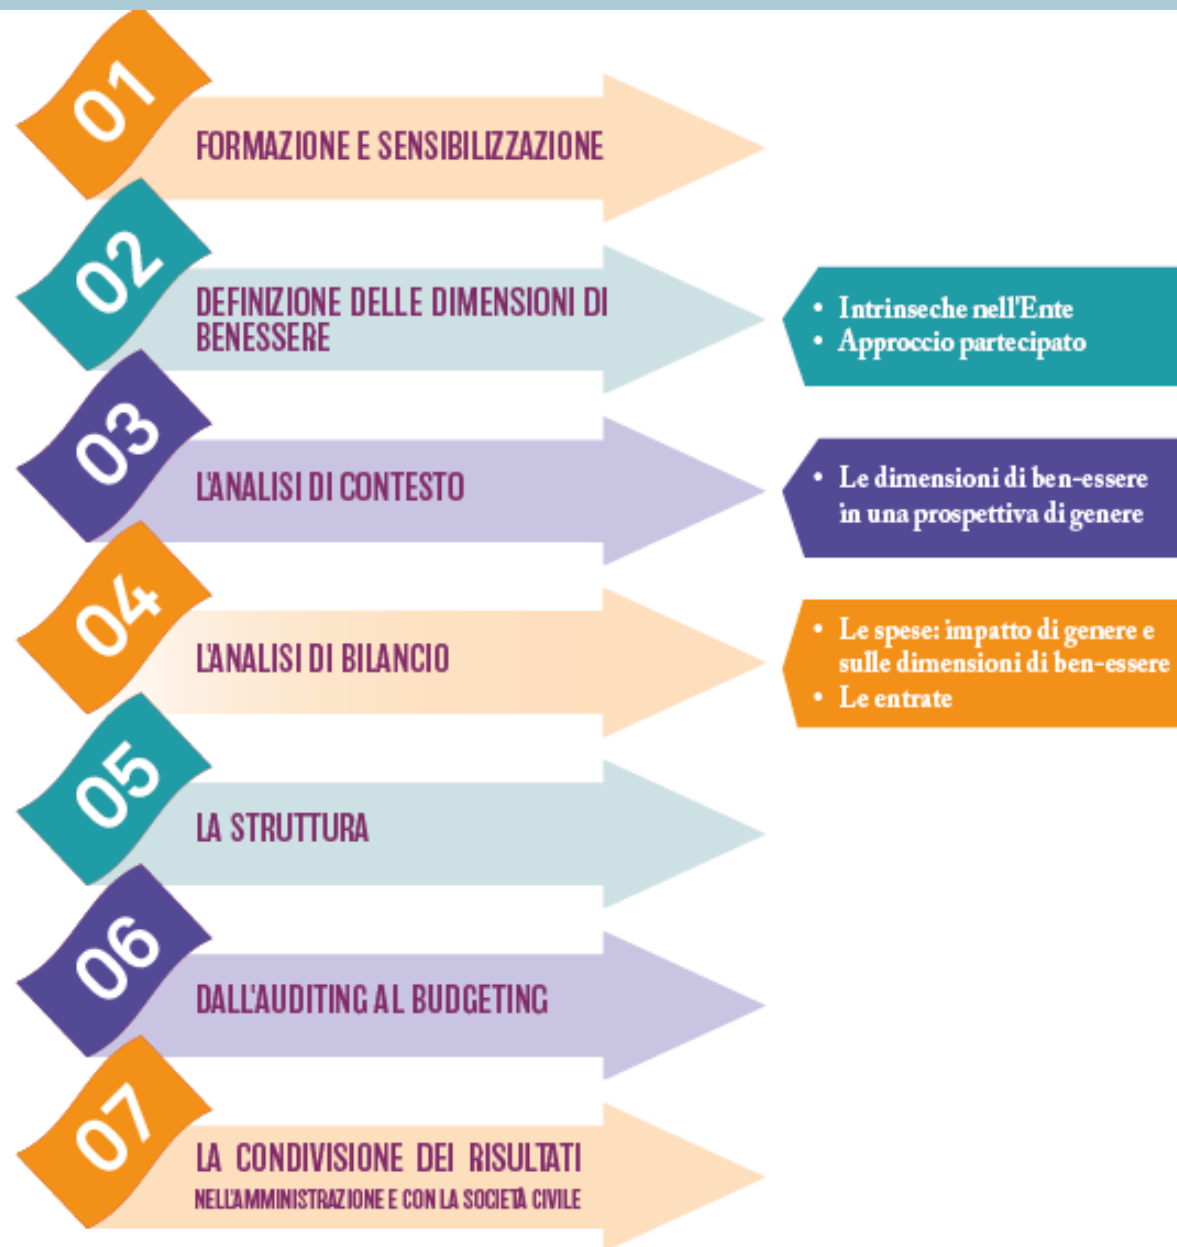 01
FORMAZIONE E SENSIBILIZZAZIONE
02
DEFINIZIONE DELLE DIMENSIONI DI
BENESSERE
• Intrinseche nell'Ente
• Approccio partecipato
03
L'ANALISI DI CONTESTO
• Le dimensioni di ben-essere
in una prospettiva di genere
04
L'ANALISI DI BILANCIO
• Le spese: impatto di genere e
sulle dimensioni di ben-essere
• Le entrate
05
LA STRUTTURA
06
DALL'AUDITING AL BUDGETING
07
LA CONDIVISIONE DEI RISULTATI
NELL'AMMINISTRAZIONE E CON LA SOCIETÀ CIVILE